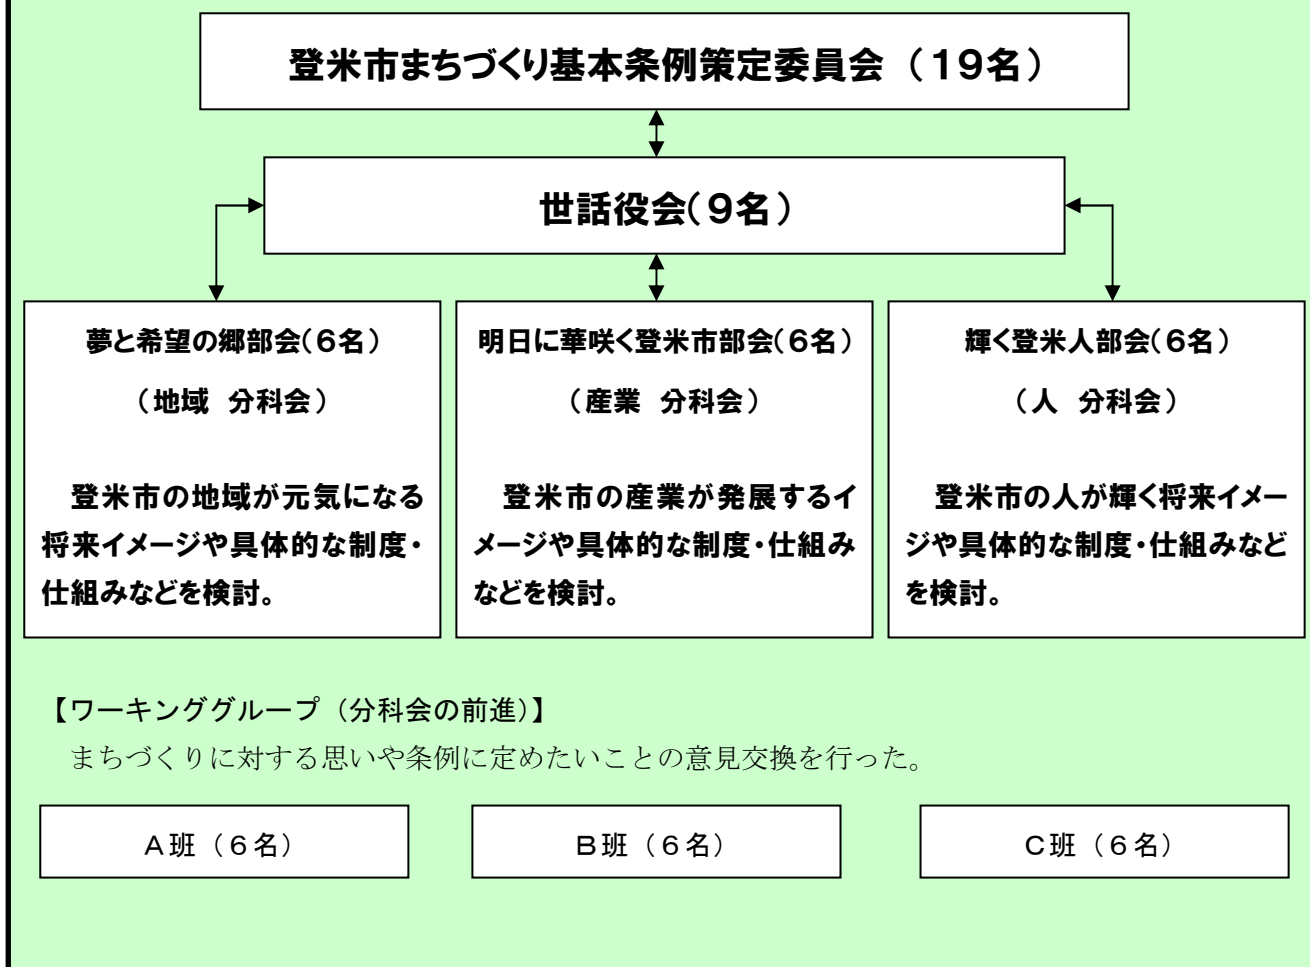 登米市まちづくり基本条例策定委員会（１９名）
世話役会（９名）
夢と希望の郷部会（６名）
（地域　分科会）
登米市の地域が元気になる
将来イメージや具体的な制度・
仕組みなどを検討。
明日に華咲く登米市部会（６名）
（産業　分科会）
登米市の産業が発展するイ
メージや具体的な制度・仕組み
などを検討。
輝く登米人部会（６名）
（人　分科会）
登米市の人が輝く将来イメー
ジや具体的な制度・仕組みなど
を検討。
【ワーキンググループ（分科会の前進）】
まちづくりに対する思いや条例に定めたいことの意見交換を行った。
Ａ班（６名）
Ｂ班（６名）
Ｃ班（６名）